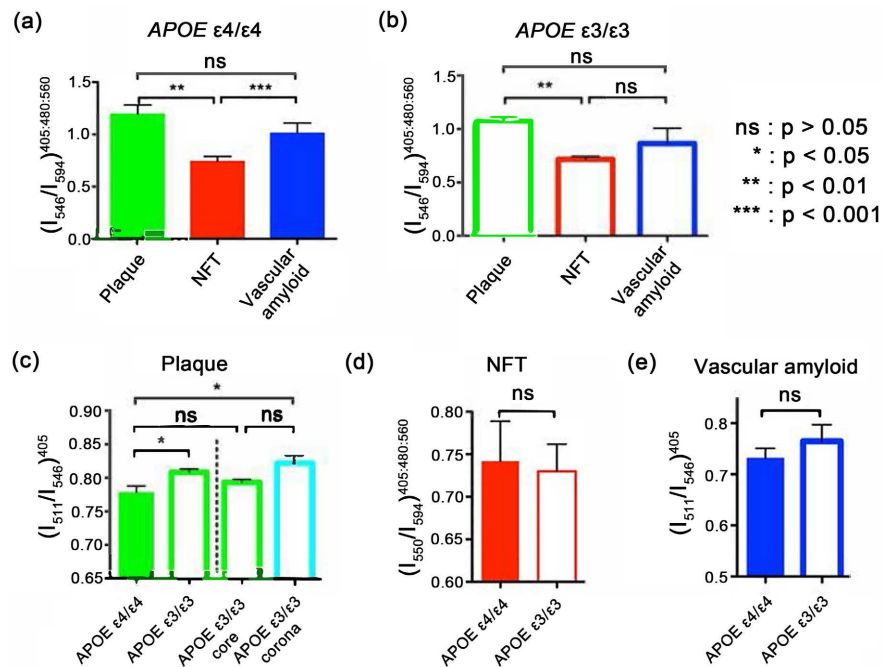 (a)
APOE ε4/ε4
ns
**
***
(I546/I594)405:480:560
1.5
1.0
0.5
0.0
Plaque
NFT
Vascular
amyloid
(b)
APOE ε3/ε3
ns
**
ns
(I546/I594)405:480:560
1.5
1.0
0.5
0.0
Plaque
NFT
Vascular
amyloid
ns : p > 0.05
* : p < 0.05
** : p < 0.01
*** : p < 0.001
(c)
Plaque
*
ns
ns
*
(I511/I546)405
0.90
0.85
0.80
0.75
0.70
0.65
APOE ε4/ε4
APOE ε3/ε3
APOE ε3/ε3
core
APOE ε3/ε3
corona
(d)
NFT
ns
(I550/I594)405:480:560
0.80
0.75
0.70
0.65
0.60
APOE ε4/ε4
APOE ε3/ε3
(e)
Vascular amyloid
ns
(I511/I546)405
0.8
0.7
0.6
0.5
APOE ε4/ε4
APOE ε3/ε3